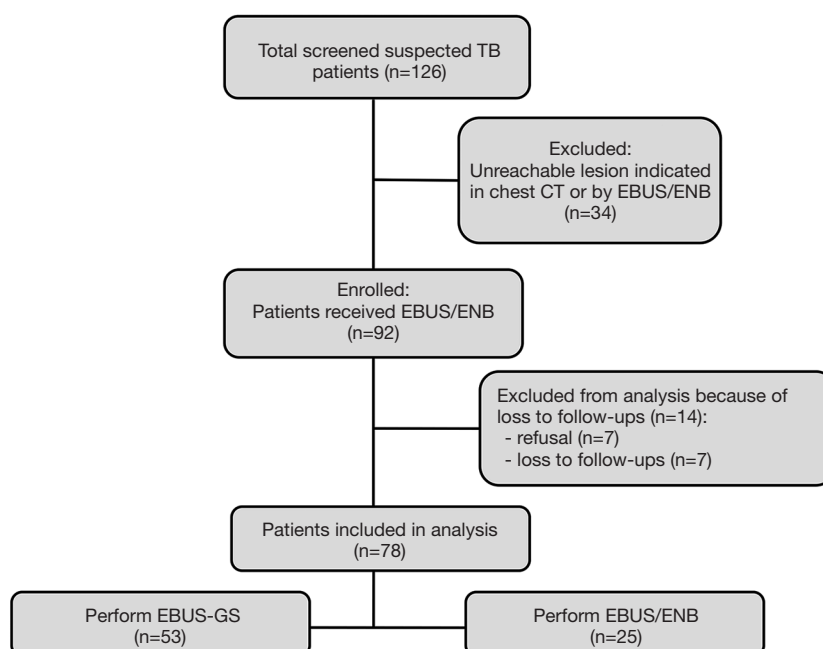 Total screened suspected TB
patients (n=126)
Excluded:
Unreachable lesion indicated
in chest CT or by EBUS/ENB
(n=34)
Enrolled:
Patients received EBUS/ENB
(n=92)
Excluded from analysis because of
loss to follow-ups (n=14):
- refusal (n=7)
- loss to follow-ups (n=7)
Patients included in analysis
(n=78)
Perform EBUS-GS
(n=53)
Perform EBUS/ENB
(n=25)